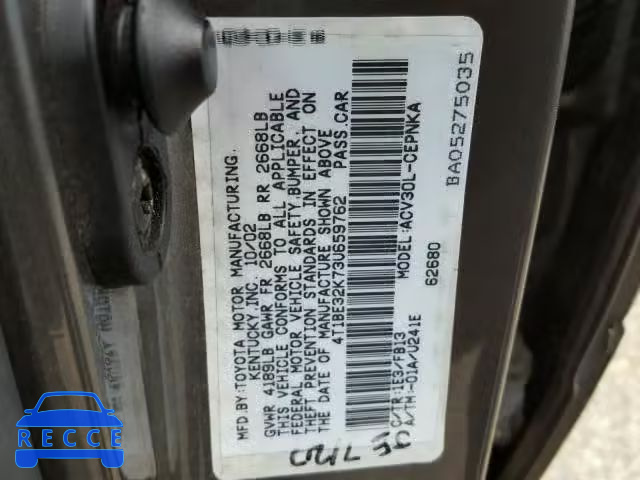 MFD.BY:TOYOTA MOTOR MANUFACTURING,
KENTUCKY,INC. 10/02
GVWR 4189LB GAWR FR 2668LB RR 2668LB
THIS VEHICLE CONFORMS TO ALL APPLICABLE
FEDERAL MOTOR VEHICLE SAFETY,BUMPER, AND
THEFT PREVENTION STANDARDS IN EFFECT ON
THE DATE OF MANUFACTURE SHOWN ABOVE
4T1BE32K73U659762 PASS.CAR
MODEL:ACV30L-CEPNKA
62680
C/TR:1E3/FB13
A/TM:-01A/U241E
BA05275035
RECCE